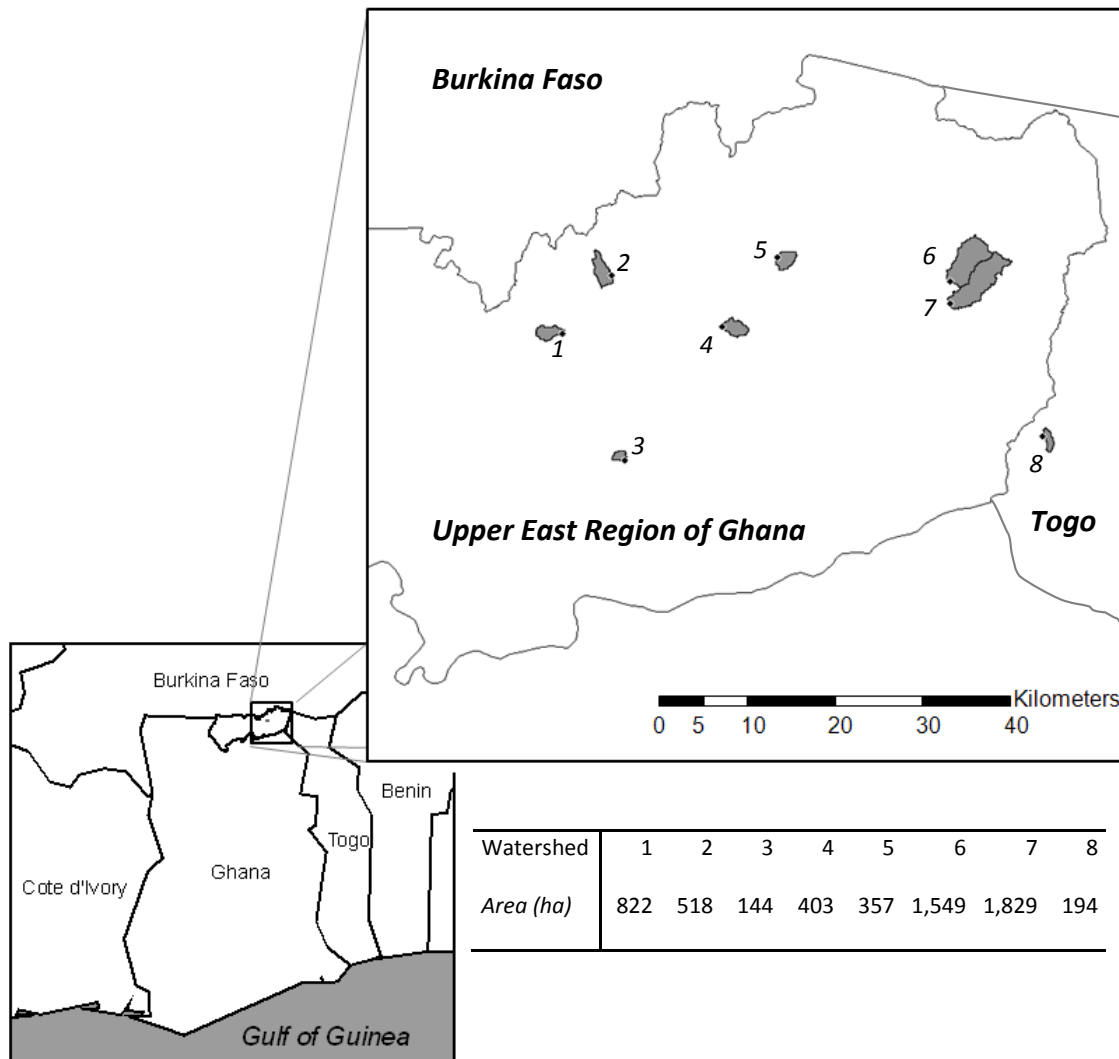 Burkina Faso
5
6
2
7
1
4
3
8
Upper East Region of Ghana
Togo
Kilometers
0 5 10 20 30 40
Burkina Faso
Benin
Togo
Ghana
Cote d'Ivory
Gulf of Guinea
Watershed 1 2 3 4 5 6 7 8
Area (ha) 822 518 144 403 357 1,549 1,829 194